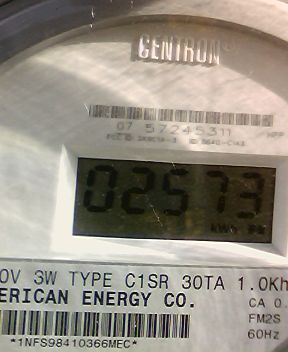 CENTRON®
07 57245311
02573
0V 3W TYPE C1SR 30TA 1.0Kh
ERICAN ENERGY CO.
CA 0.
FM2S
60Hz
*1NFS98410366MEC*